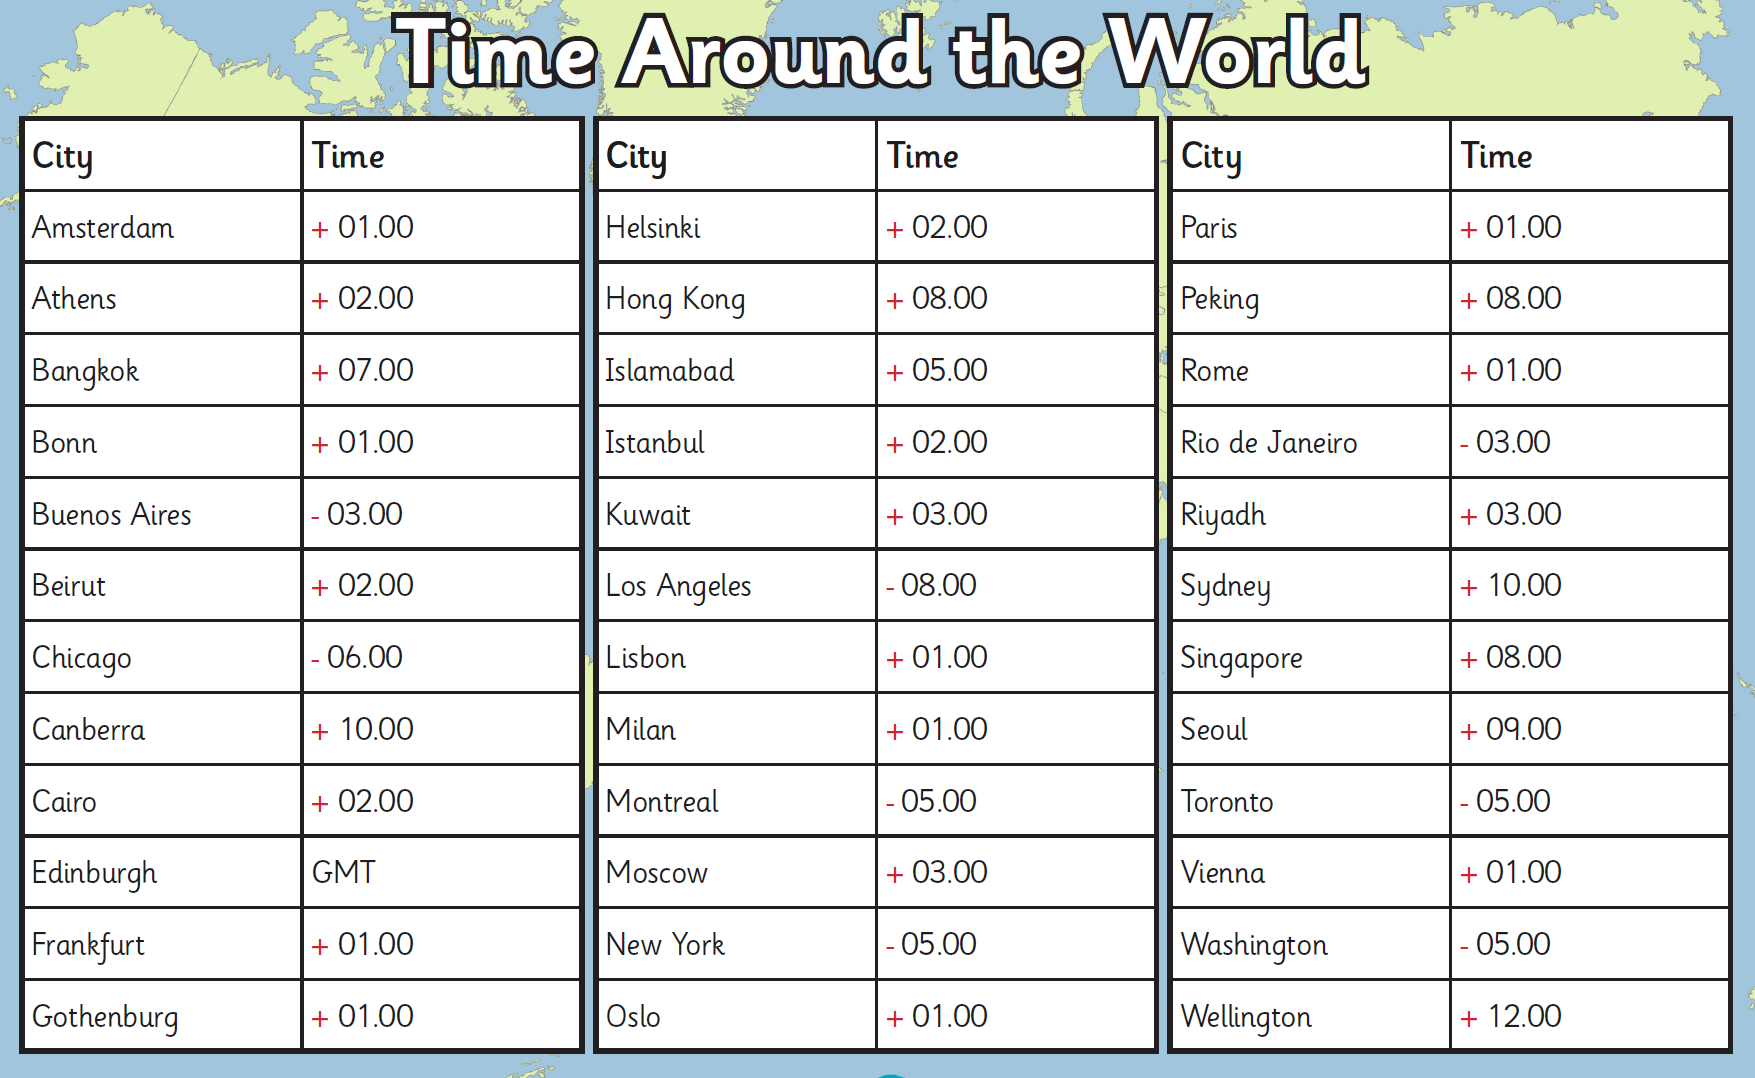 Time Around the World
City Time
Amsterdam + 01.00
Athens + 02.00
Bangkok + 07.00
Bonn + 01.00
Buenos Aires - 03.00
Beirut + 02.00
Chicago - 06.00
Canberra + 10.00
Cairo + 02.00
Edinburgh GMT
Frankfurt + 01.00
Gothenburg + 01.00
City Time
Helsinki + 02.00
Hong Kong + 08.00
Islamabad + 05.00
Istanbul + 02.00
Kuwait + 03.00
Los Angeles - 08.00
Lisbon + 01.00
Milan + 01.00
Montreal - 05.00
Moscow + 03.00
New York - 05.00
Oslo + 01.00
City Time
Paris + 01.00
Peking + 08.00
Rome + 01.00
Rio de Janeiro - 03.00
Riyadh + 03.00
Sydney + 10.00
Singapore + 08.00
Seoul + 09.00
Toronto - 05.00
Vienna + 01.00
Washington - 05.00
Wellington + 12.00